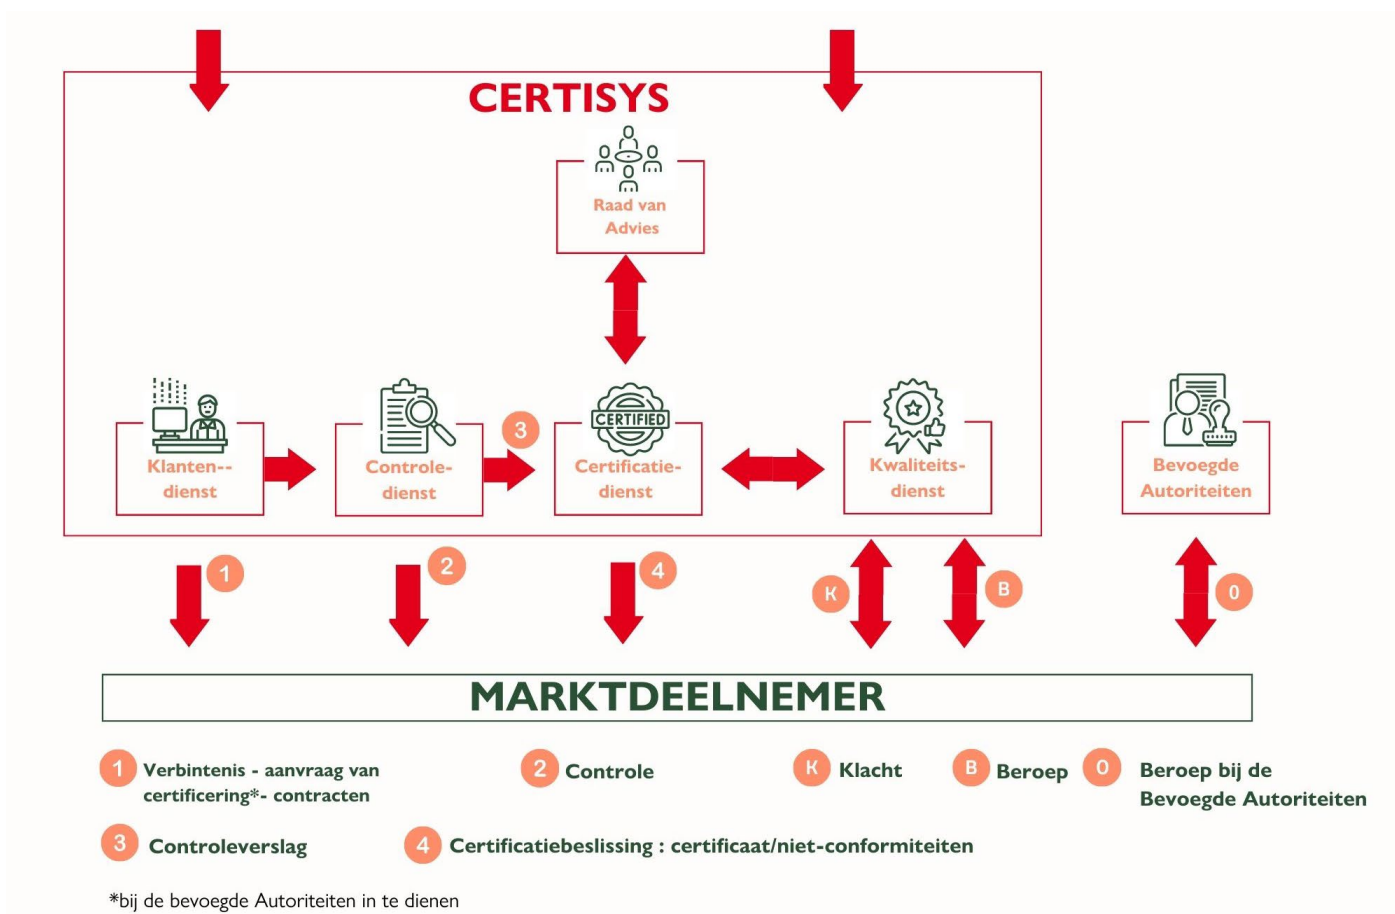 CERTISYS
Raad van
Advies
CERTIFIED
Klanten--
dienst
Controle-
dienst
3
Certificatie-
dienst
Kwaliteits-
dienst
Bevoegde
Autoriteiten
1
2
4
K
B
0
MARKTDEELNEMER
1 Verbintenis - aanvraag van
certificering*- contracten
2 Controle
K Klacht
B Beroep
0 Beroep bij de
Bevoegde Autoriteiten
3 Controleverslag
4 Certificatiebeslissing : certificaat/niet-conformiteiten
*bij de bevoegde Autoriteiten in te dienen